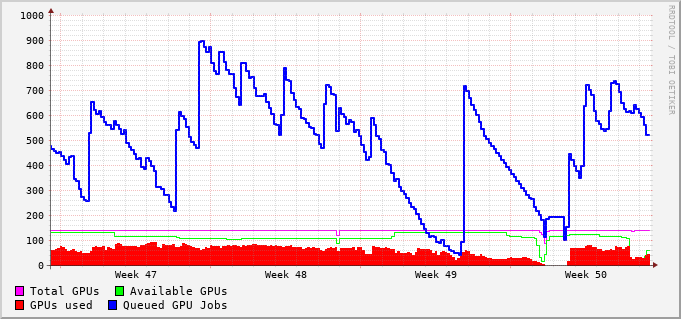 1000
900
800
700
600
500
400
300
200
100
0
Week 47 Week 48 Week 49 Week 50
Total GPUs Available GPUs
GPUs used Queued GPU Jobs
RRDTOOL / TOBI OETIKER